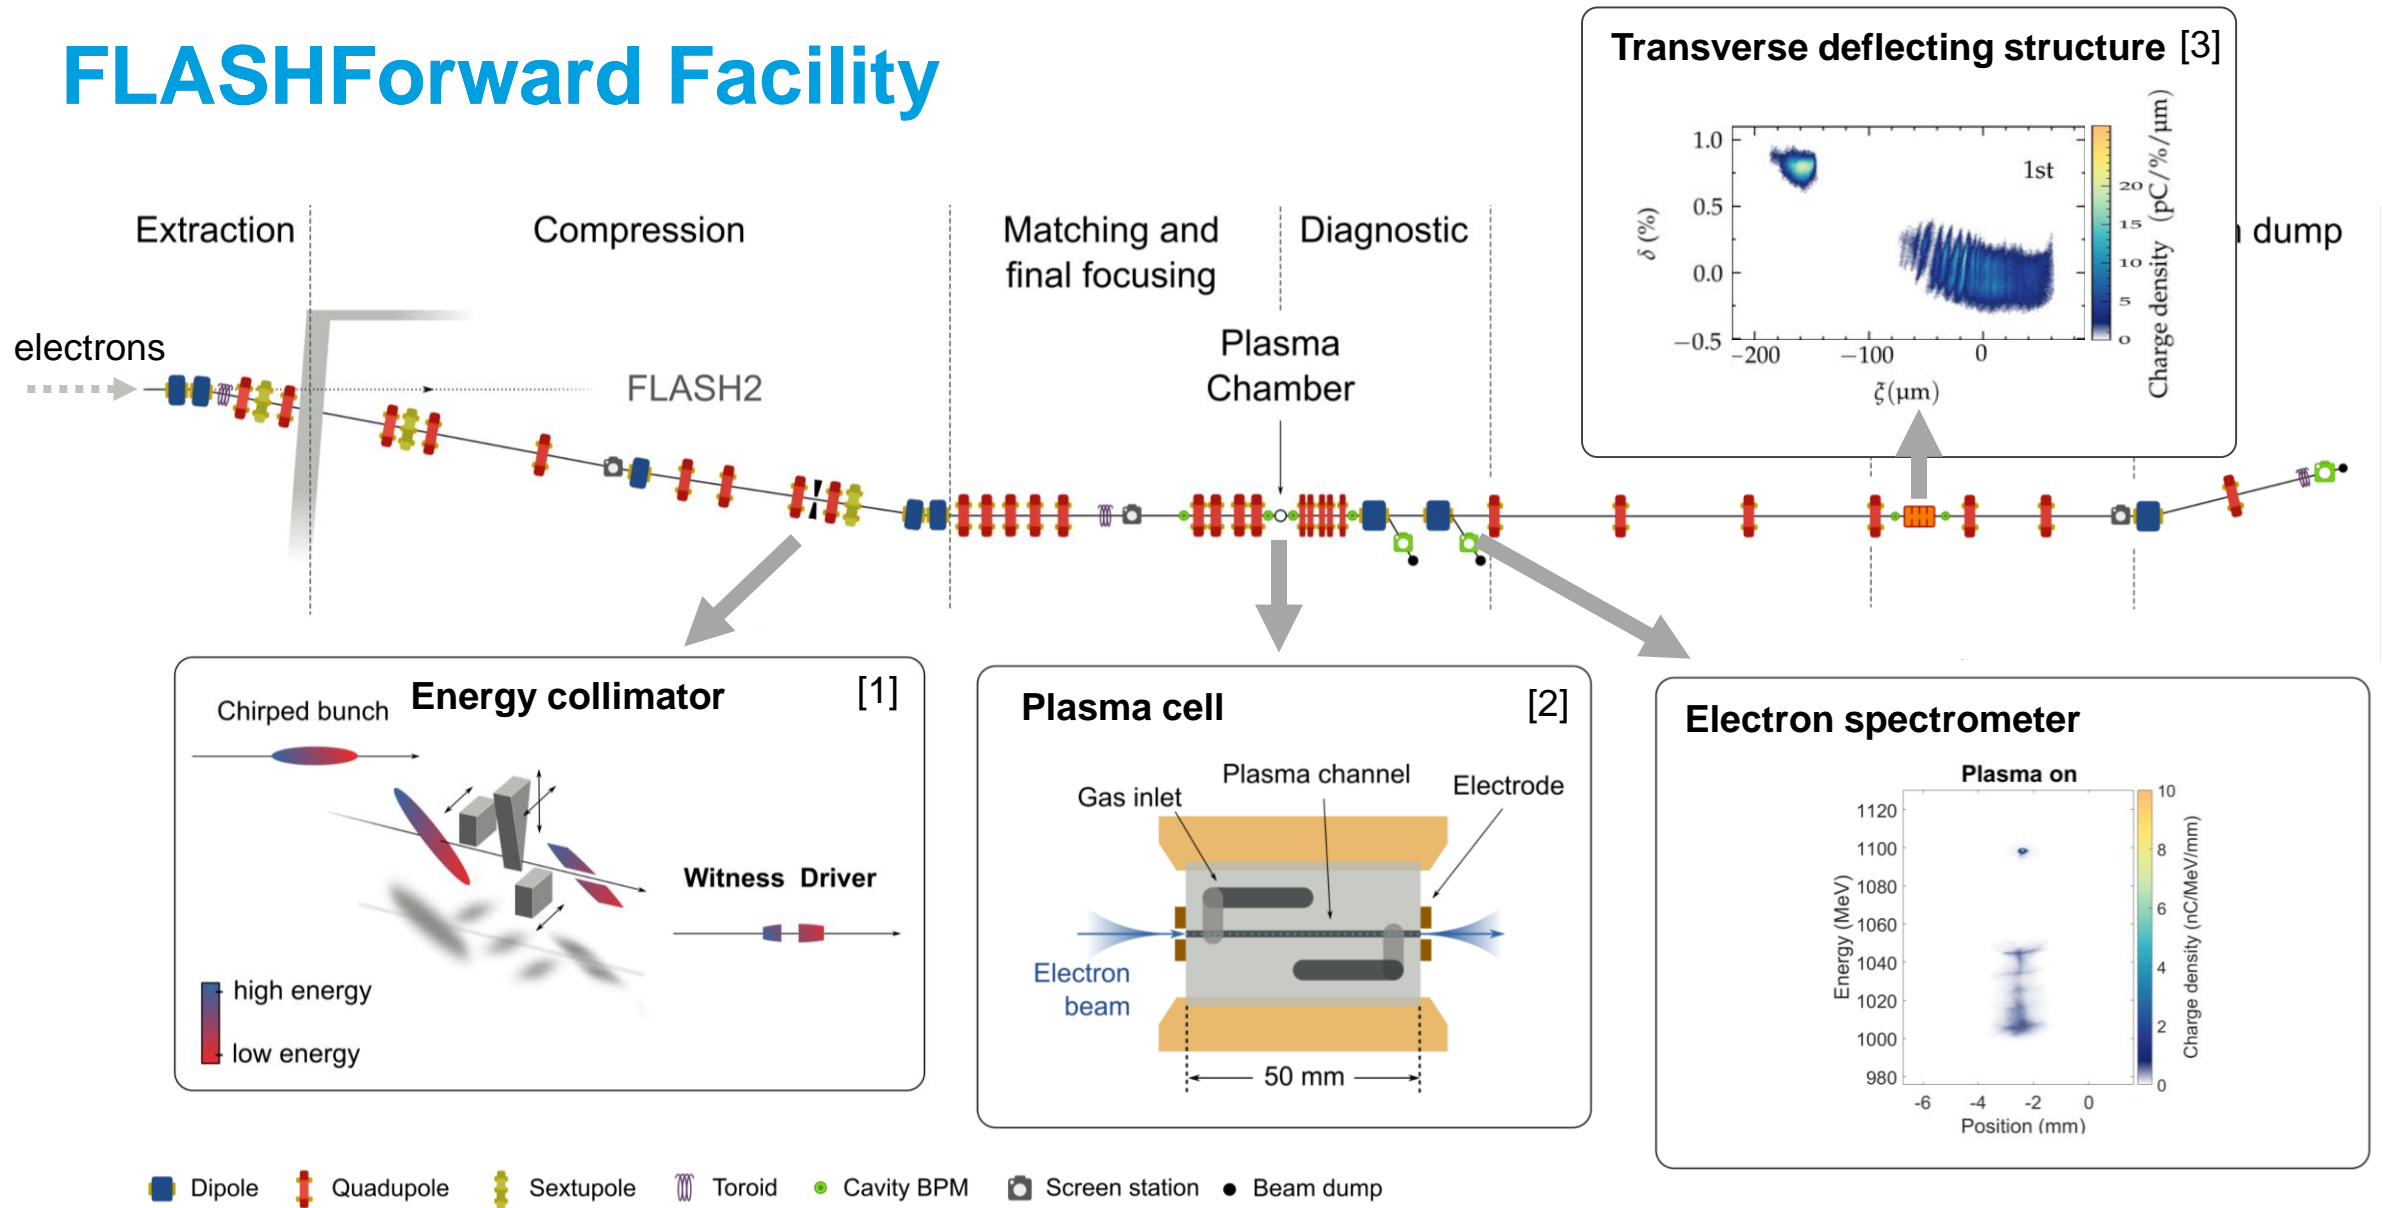 FLASHForward Facility
Transverse deflecting structure [3]
1.0
0.5
0.0
−0.5
δ (%)
1st
−200
−100
0
ξ(µm)
20
15
10
5
0
Charge density (pC/%/µm)
Extraction
Compression
Matching and
final focusing
Diagnostic
dump
electrons
FLASH2
Plasma
Chamber
Energy collimator
[1]
Chirped bunch
Witness Driver
high energy
low energy
Plasma cell
[2]
Plasma channel
Gas inlet
Electrode
Electron
beam
50 mm
Electron spectrometer
Plasma on
1120
1100
1080
1060
1040
1020
1000
980
Energy (MeV)
-6
-4
-2
0
Position (mm)
10
8
6
4
2
0
Charge density (nC/MeV/mm)
Dipole
Quadupole
Sextupole
Toroid
Cavity BPM
Screen station
Beam dump